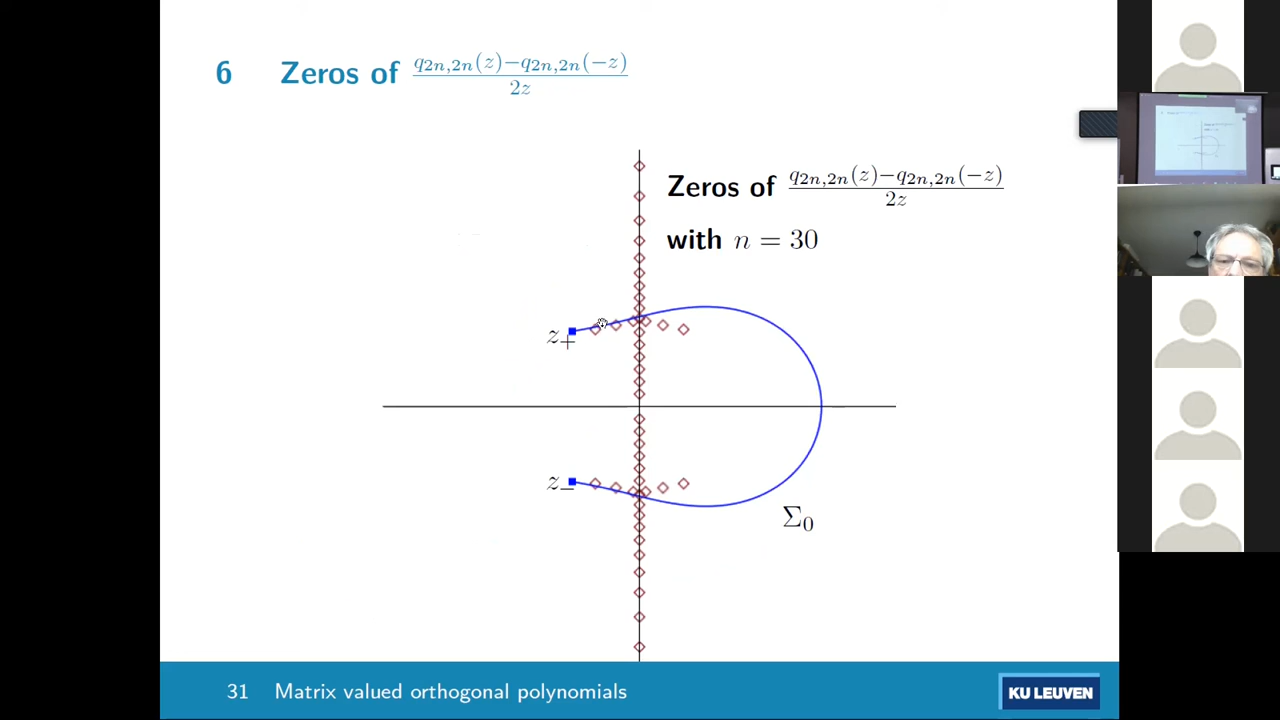 6 Zeros of \frac{q_{2n,2n}(z)-q_{2n,2n}(-z)}{2z}
Zeros of \frac{q_{2n,2n}(z)-q_{2n,2n}(-z)}{2z}
with n = 30
z_+
z_-
Σ_0
31 Matrix valued orthogonal polynomials
KU LEUVEN